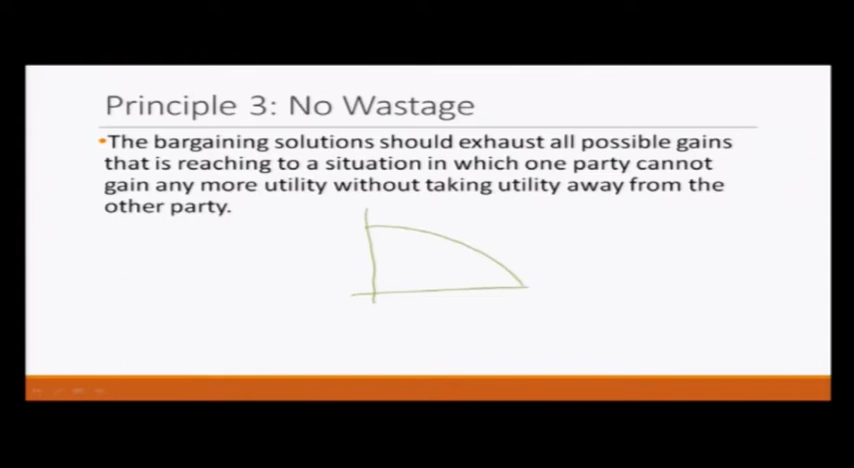 Principle 3: No Wastage
•The bargaining solutions should exhaust all possible gains
that is reaching to a situation in which one party cannot
gain any more utility without taking utility away from the
other party.